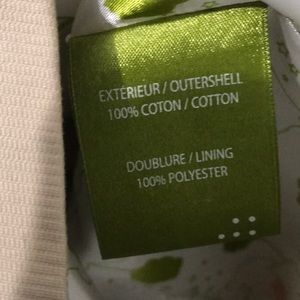 EXTÉRIEUR / OUTERSHELL
100% COTON / COTTON
DOUBLURE / LINING
100% POLYESTER